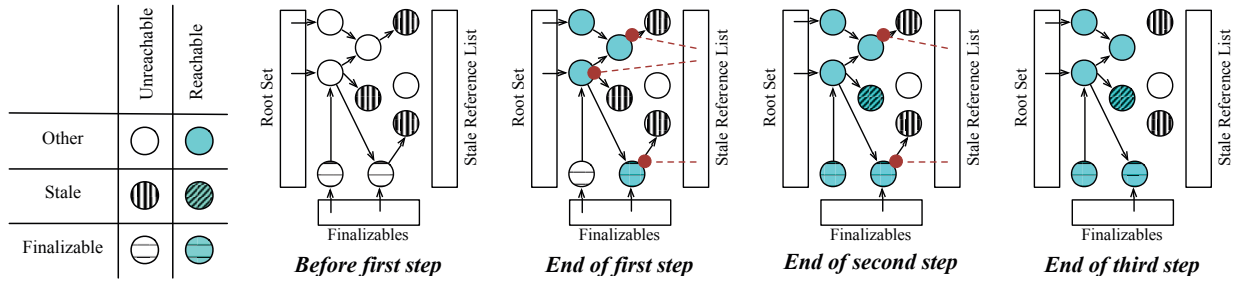 Unreachable
Reachable
Other
Stale
Finalizable
Root Set
Stale Reference List
Finalizables
Before first step
Root Set
Stale Reference List
Finalizables
End of first step
Root Set
Stale Reference List
Finalizables
End of second step
Root Set
Stale Reference List
Finalizables
End of third step